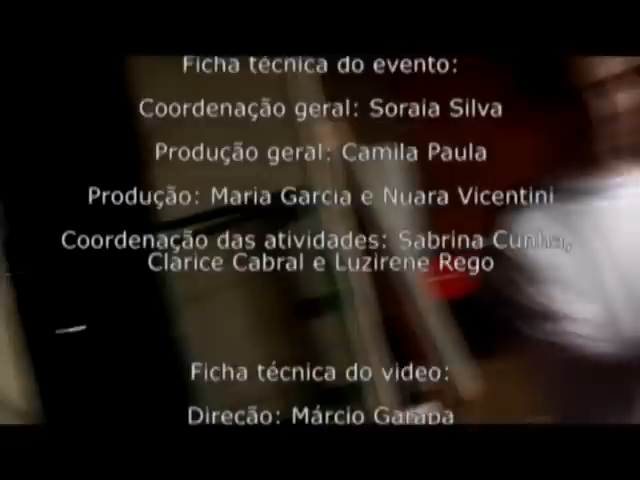 Ficha técnica do evento:
Coordenação geral: Soraia Silva
Produção geral: Camila Paula
Produção: Maria Garcia e Nuara Vicentini
Coordenação das atividades: Sabrina Cunha,
Clarice Cabral e Luzirene Rego
Ficha técnica do video:
Direção: Márcio Garapa